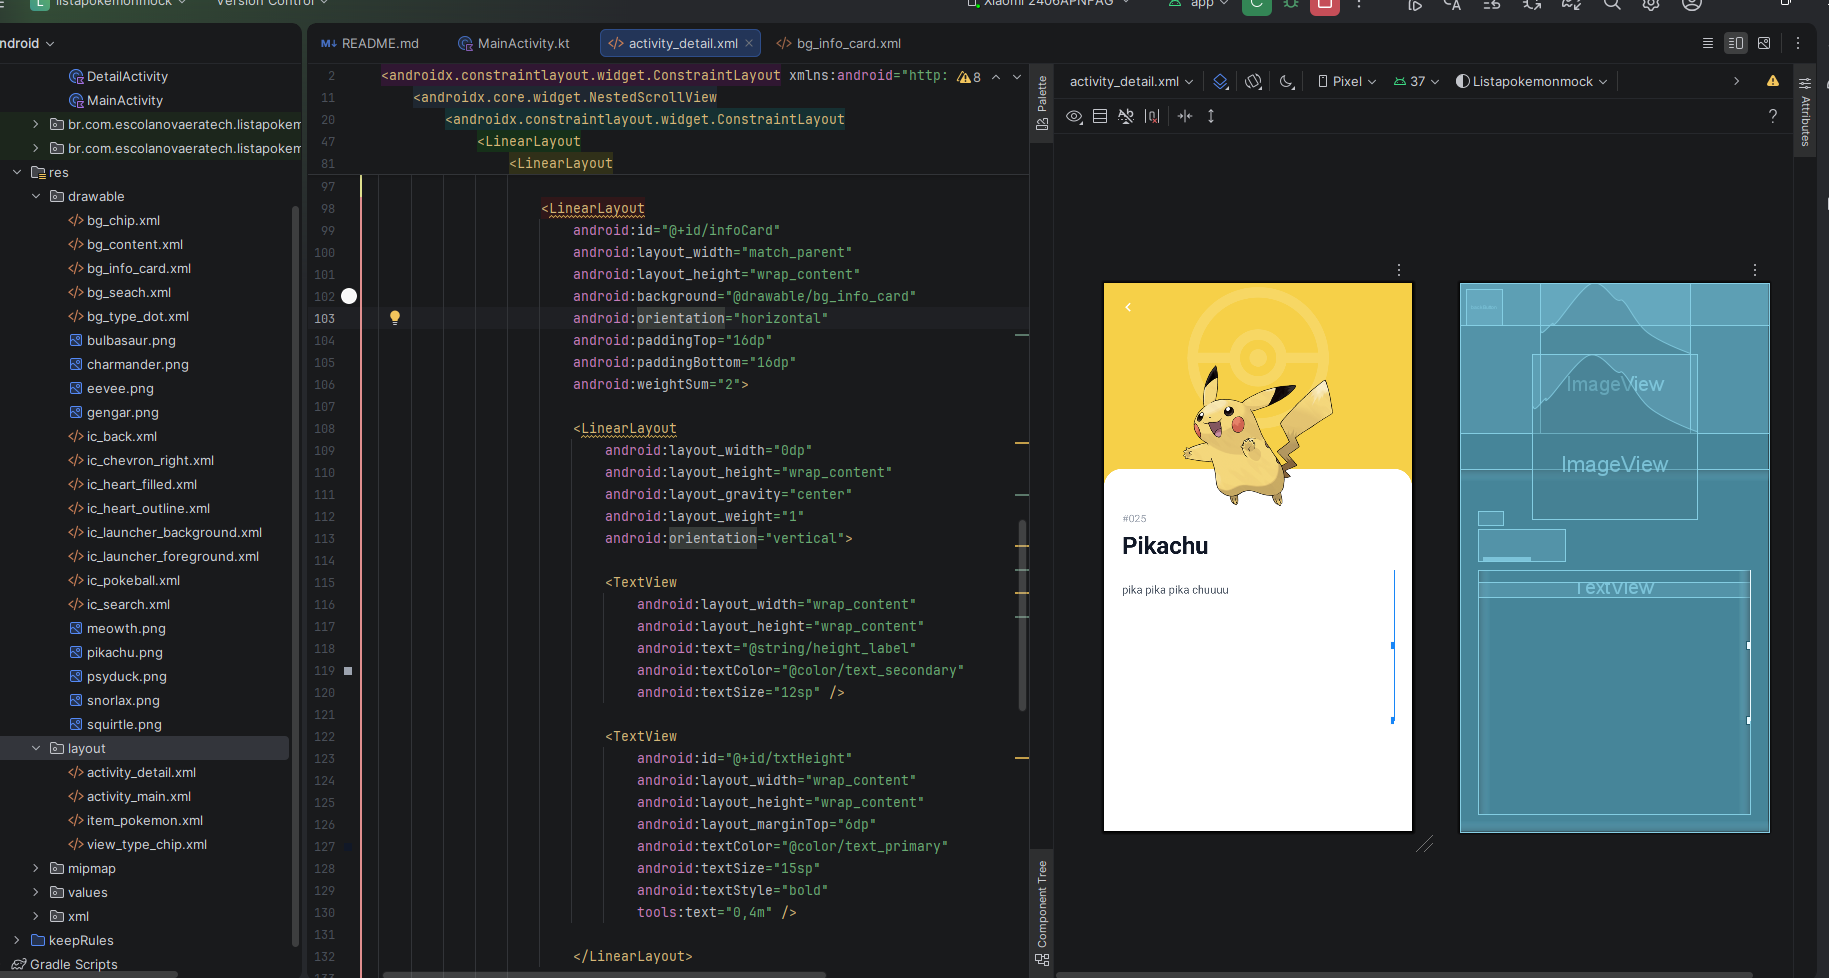 listapokemonmock
Version Control
Xiaomi 2406APNFAG
app
ndroid
README.md
MainActivity.kt
activity_detail.xml
bg_info_card.xml
DetailActivity
MainActivity
br.com.escolanovaeratech.listapokem
br.com.escolanovaeratech.listapokem
res
drawable
bg_chip.xml
bg_content.xml
bg_info_card.xml
bg_seach.xml
bg_type_dot.xml
bulbasaur.png
charmander.png
eevee.png
gengar.png
ic_back.xml
ic_chevron_right.xml
ic_heart_filled.xml
ic_heart_outline.xml
ic_launcher_background.xml
ic_launcher_foreground.xml
ic_pokeball.xml
ic_search.xml
meowth.png
pikachu.png
psyduck.png
snorlax.png
squirtle.png
layout
activity_detail.xml
activity_main.xml
item_pokemon.xml
view_type_chip.xml
mipmap
values
xml
keepRules
Gradle Scripts
2 <androidx.constraintlayout.widget.ConstraintLayout xmlns:android="http: 8
11 <androidx.core.widget.NestedScrollView
20 <androidx.constraintlayout.widget.ConstraintLayout
47 <LinearLayout
81 <LinearLayout
97
98 <LinearLayout
99 android:id="@+id/infoCard"
100 android:layout_width="match_parent"
101 android:layout_height="wrap_content"
102 android:background="@drawable/bg_info_card"
103 android:orientation="horizontal"
104 android:paddingTop="16dp"
105 android:paddingBottom="16dp"
106 android:weightSum="2">
107
108 <LinearLayout
109 android:layout_width="0dp"
110 android:layout_height="wrap_content"
111 android:layout_gravity="center"
112 android:layout_weight="1"
113 android:orientation="vertical">
114
115 <TextView
116 android:layout_width="wrap_content"
117 android:layout_height="wrap_content"
118 android:text="@string/height_label"
119 android:textColor="@color/text_secondary"
120 android:textSize="12sp" />
121
122 <TextView
123 android:id="@+id/txtHeight"
124 android:layout_width="wrap_content"
125 android:layout_height="wrap_content"
126 android:layout_marginTop="6dp"
127 android:textColor="@color/text_primary"
128 android:textSize="15sp"
129 android:textStyle="bold"
130 tools:text="0,4m" />
131
132 </LinearLayout>
Palette
Component Tree
activity_detail.xml
Pixel
37
Listapokemonmock
Attributes
#025
Pikachu
pika pika pika chuuuu
ImageView
ImageView
TextView